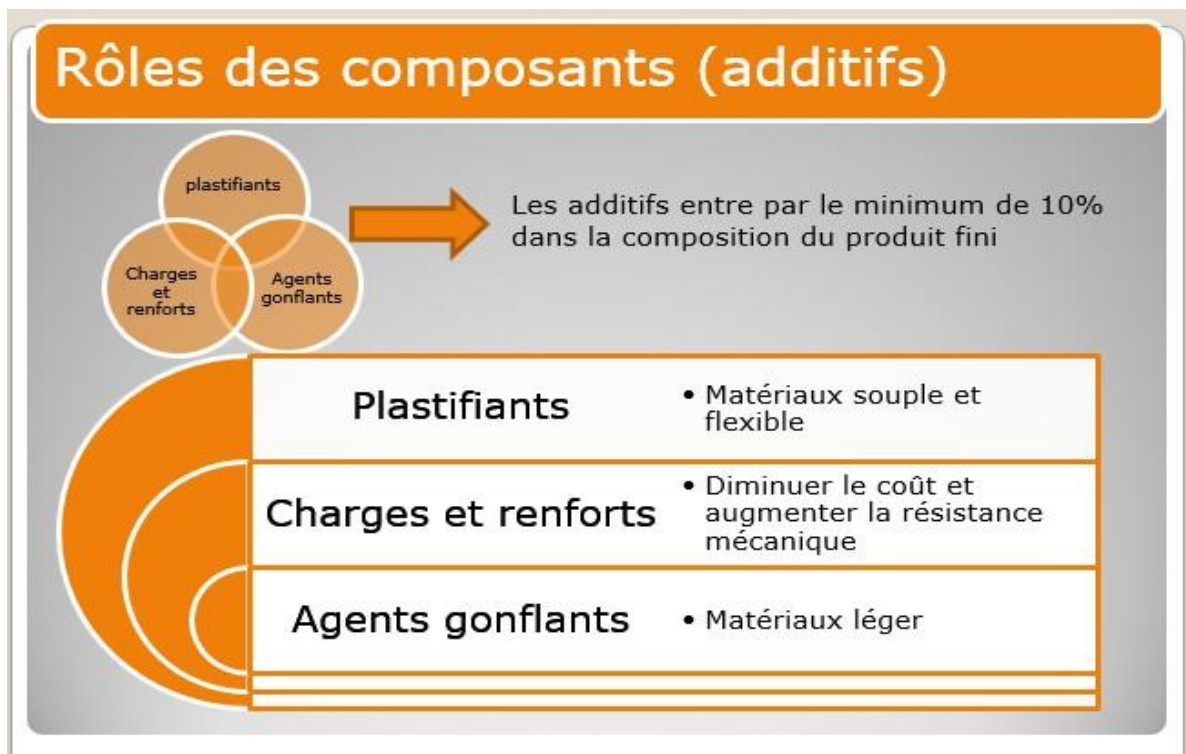 Rôles des composants (additifs)
plastifiants
Charges
et
renforts
Agents
gonflants
Les additifs entre par le minimum de 10%
dans la composition du produit fini
Plastifiants
• Matériaux souple et
flexible
Charges et renforts
• Diminuer le coût et
augmenter la résistance
mécanique
Agents gonflants
• Matériaux léger